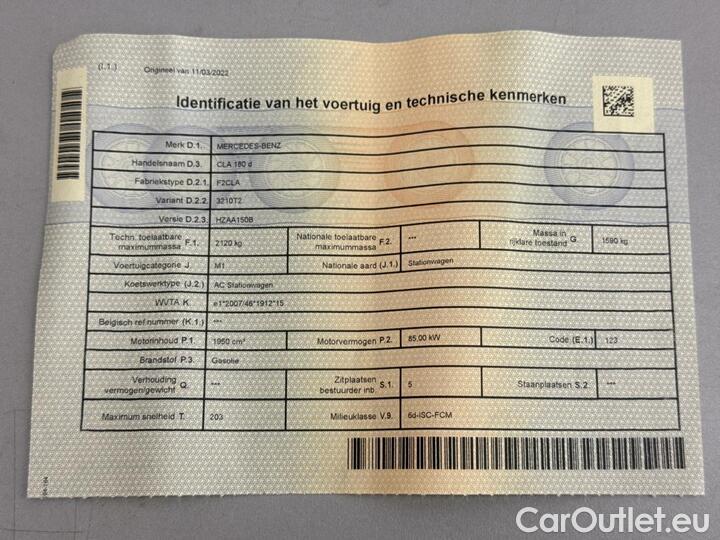 (I.1.) Origineel van 11/03/2022
Identificatie van het voertuig en technische kenmerken
Merk D.1. MERCEDES-BENZ
Handelsnaam D.3. CLA 180 d
Fabriekstype D.2.1. F2CLA
Variant D.2.2. 3210T2
Versie D.2.3. HZAA150B
Techn. toelaatbare maximummassa F.1. 2120 kg Nationale toelaatbare maximummassa F.2. *** Massa in rijklare toestand G 1590 kg
Voertuigcategorie J. M1 Nationale aard (J.1.) Stationwagen
Koetswerktype (J.2.) AC Stationwagen
WVTA K. e1*2007/46*1912*15
Belgisch ref nummer (K.1.) ***
Motorinhoud P.1. 1950 cm³ Motorvermogen P.2. 85,00 kW Code (E.1.) 123
Brandstof P.3. Gasolie
Verhouding vermogen/gewicht Q. *** Zitplaatsen bestuurder inb. S.1. 5 Staanplaatsen S.2. ***
Maximum snelheid T. 203 Milieuklasse V.9. 6d-ISC-FCM
CarOutlet.eu